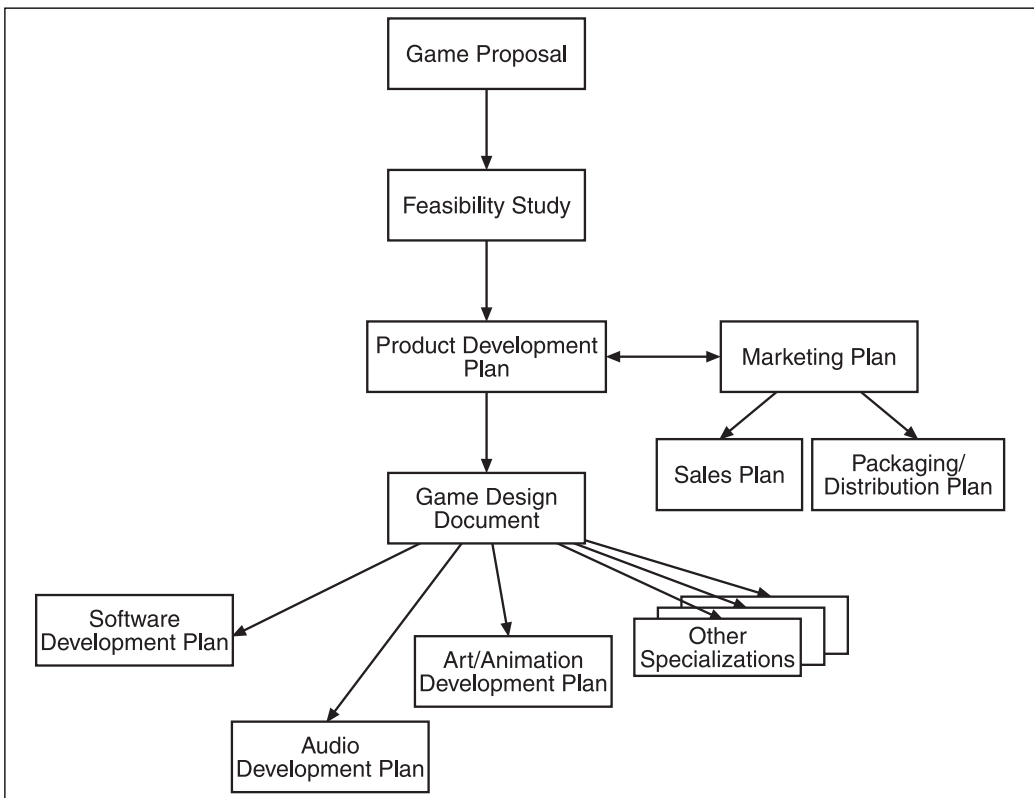 Game Proposal
Feasibility Study
Product Development
Plan
Marketing Plan
Sales Plan
Packaging/
Distribution Plan
Game Design
Document
Software
Development Plan
Audio
Development Plan
Art/Animation
Development Plan
Other
Specializations